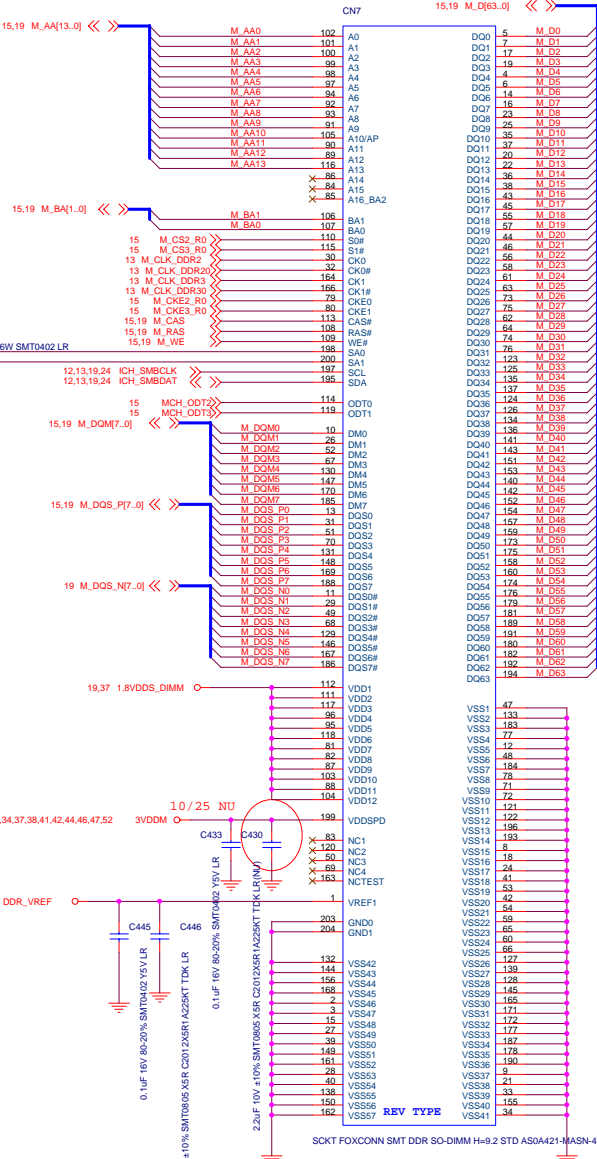 CN7
15,19 M_D[63..0]
15,19 M_AA[13..0]
M_AA0 102 A0
M_AA1 101 A1
M_AA2 100 A2
M_AA3 99 A3
M_AA4 98 A4
M_AA5 97 A5
M_AA6 94 A6
M_AA7 92 A7
M_AA8 93 A8
M_AA9 91 A9
M_AA10 105 A10/AP
M_AA11 90 A11
M_AA12 89 A12
M_AA13 116 A13
86 A14
84 A15
85 A16_BA2
15,19 M_BA[1..0]
M_BA1 106 BA1
M_BA0 107 BA0
15 M_CS2_R0 110 S0#
15 M_CS3_R0 115 S1#
13 M_CLK_DDR2 30 CK0
13 M_CLK_DDR20 32 CK0#
13 M_CLK_DDR3 164 CK1
13 M_CLK_DDR30 166 CK1#
15 M_CKE2_R0 79 CKE0
15 M_CKE3_R0 80 CKE1
15,19 M_CAS 113 CAS#
15,19 M_RAS 108 RAS#
15,19 M_WE 109 WE#
6W SMT0402 LR
198 SA0
200 SA1
12,13,19,24 ICH_SMBCLK 197 SCL
12,13,19,24 ICH_SMBDAT 195 SDA
15 MCH_ODT2 114 ODT0
15 MCH_ODT3 119 ODT1
15,19 M_DQM[7..0]
M_DQM0 10 DM0
M_DQM1 26 DM1
M_DQM2 52 DM2
M_DQM3 67 DM3
M_DQM4 130 DM4
M_DQM5 147 DM5
M_DQM6 170 DM6
M_DQM7 185 DM7
15,19 M_DQS_P[7..0]
M_DQS_P0 13 DQS0
M_DQS_P1 31 DQS1
M_DQS_P2 51 DQS2
M_DQS_P3 70 DQS3
M_DQS_P4 131 DQS4
M_DQS_P5 148 DQS5
M_DQS_P6 169 DQS6
M_DQS_P7 188 DQS7
19 M_DQS_N[7..0]
M_DQS_N0 11 DQS0#
M_DQS_N1 29 DQS1#
M_DQS_N2 49 DQS2#
M_DQS_N3 68 DQS3#
M_DQS_N4 129 DQS4#
M_DQS_N5 146 DQS5#
M_DQS_N6 167 DQS6#
M_DQS_N7 186 DQS7#
19,37 1.8VDDS_DIMM
112 VDD1
111 VDD2
117 VDD3
96 VDD4
95 VDD5
118 VDD6
81 VDD7
82 VDD8
87 VDD9
103 VDD10
88 VDD11
104 VDD12
10/25 NU
,34,37,38,41,42,44,46,47,52 3VDDM
199 VDDSPD
C433
C430
0.1uF 16V 80-20% SMT0402 Y5V LR
2.2uF 10V ±10% SMT0805 X5R C2012X5R1A225KT TDK LR(NU)
83 NC1
120 NC2
50 NC3
69 NC4
163 NCTEST
DDR_VREF
1 VREF1
C445
C446
0.1uF 16V 80-20% SMT0402 Y5V LR
±10% SMT0805 X5R C2012X5R1A225KT TDK LR
203 GND0
204 GND1
132 VSS42
144 VSS43
156 VSS44
168 VSS45
2 VSS46
3 VSS47
15 VSS48
27 VSS49
39 VSS50
149 VSS51
161 VSS52
28 VSS53
40 VSS54
138 VSS55
150 VSS56
162 VSS57
DQ0 5 M_D0
DQ1 7 M_D1
DQ2 17 M_D2
DQ3 19 M_D3
DQ4 4 M_D4
DQ5 6 M_D5
DQ6 14 M_D6
DQ7 16 M_D7
DQ8 23 M_D8
DQ9 25 M_D9
DQ10 35 M_D10
DQ11 37 M_D11
DQ12 20 M_D12
DQ13 22 M_D13
DQ14 36 M_D14
DQ15 38 M_D15
DQ16 43 M_D16
DQ17 45 M_D17
DQ18 55 M_D18
DQ19 57 M_D19
DQ20 44 M_D20
DQ21 46 M_D21
DQ22 56 M_D22
DQ23 58 M_D23
DQ24 61 M_D24
DQ25 63 M_D25
DQ26 73 M_D26
DQ27 75 M_D27
DQ28 62 M_D28
DQ29 64 M_D29
DQ30 74 M_D30
DQ31 76 M_D31
DQ32 123 M_D32
DQ33 125 M_D33
DQ34 135 M_D34
DQ35 137 M_D35
DQ36 124 M_D36
DQ37 126 M_D37
DQ38 134 M_D38
DQ39 136 M_D39
DQ40 141 M_D40
DQ41 143 M_D41
DQ42 151 M_D42
DQ43 153 M_D43
DQ44 140 M_D44
DQ45 142 M_D45
DQ46 152 M_D46
DQ47 154 M_D47
DQ48 157 M_D48
DQ49 159 M_D49
DQ50 173 M_D50
DQ51 175 M_D51
DQ52 158 M_D52
DQ53 160 M_D53
DQ54 174 M_D54
DQ55 176 M_D55
DQ56 179 M_D56
DQ57 181 M_D57
DQ58 189 M_D58
DQ59 191 M_D59
DQ60 180 M_D60
DQ61 182 M_D61
DQ62 192 M_D62
DQ63 194 M_D63
VSS1 47
VSS2 133
VSS3 183
VSS4 77
VSS5 12
VSS6 48
VSS7 184
VSS8 78
VSS9 71
VSS10 72
VSS11 121
VSS12 122
VSS13 196
VSS14 193
VSS15 8
VSS16 18
VSS17 24
VSS18 41
VSS19 53
VSS20 42
VSS21 54
VSS22 59
VSS23 65
VSS24 60
VSS25 66
VSS26 127
VSS27 139
VSS28 128
VSS29 145
VSS30 165
VSS31 171
VSS32 172
VSS33 177
VSS34 187
VSS35 178
VSS36 190
VSS37 9
VSS38 21
VSS39 33
VSS40 155
VSS41 34
REV TYPE
SCKT FOXCONN SMT DDR SO-DIMM H=9.2 STD AS0A421-MASN-4